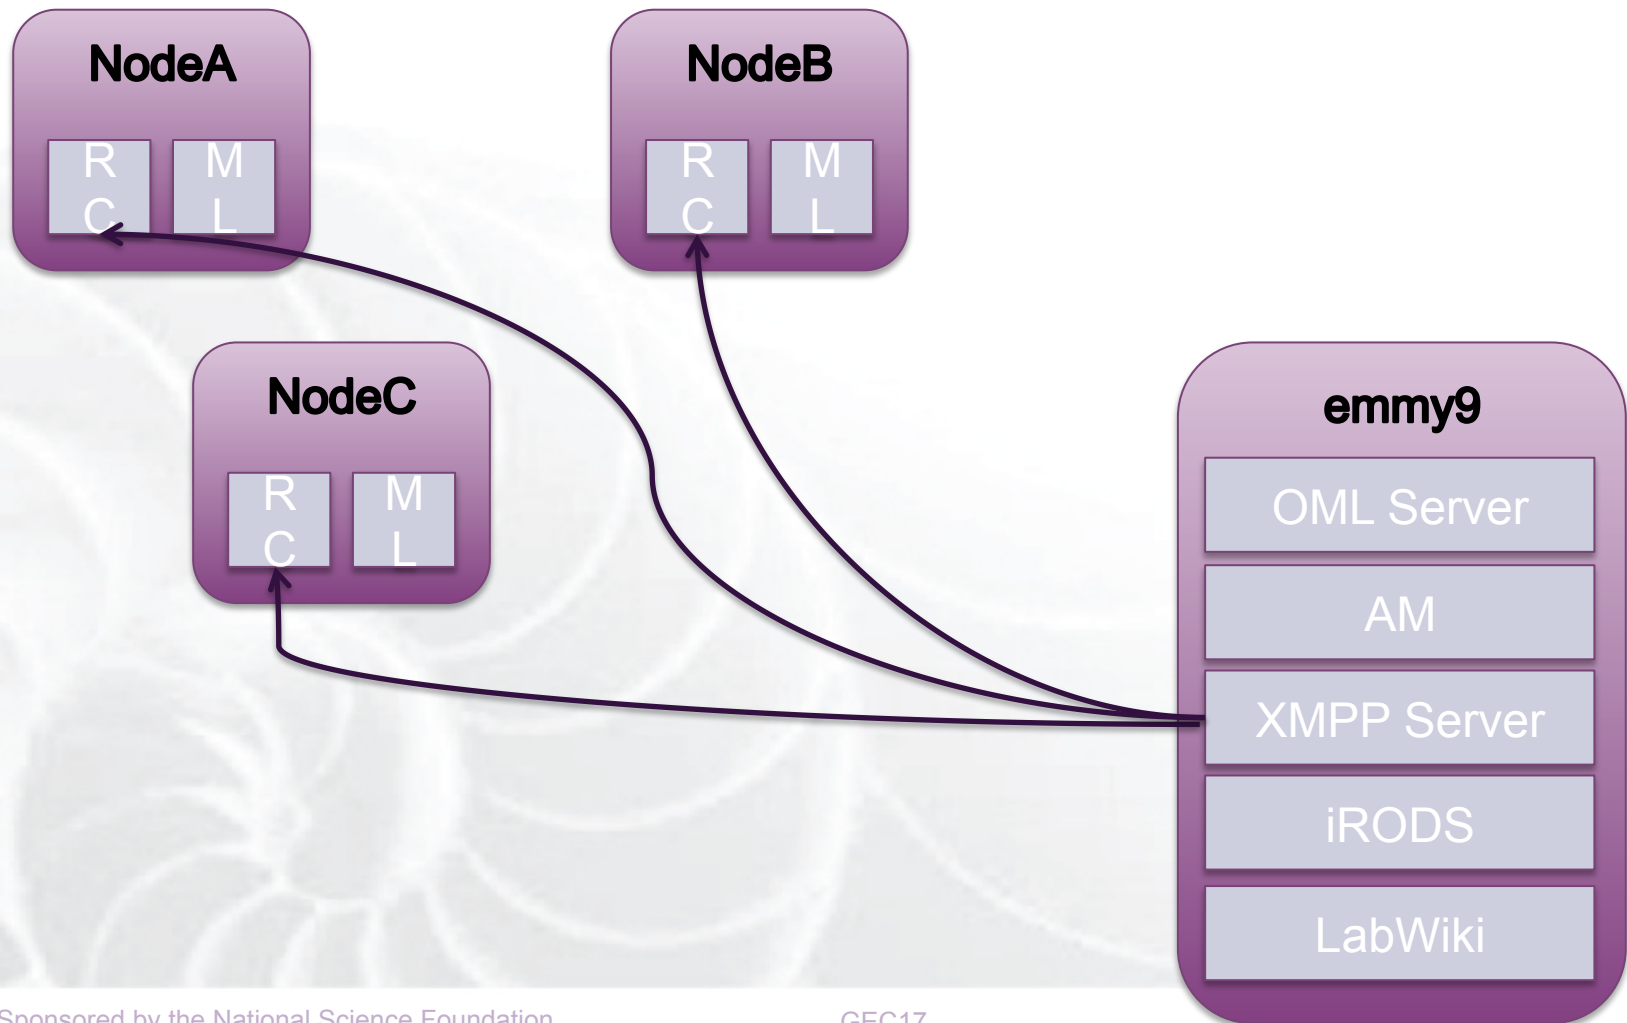 NodeA
R
C
M
L
NodeB
R
C
M
L
NodeC
R
C
M
L
emmy9
OML Server
AM
XMPP Server
iRODS
LabWiki
Sponsored by the National Science Foundation
GEC17